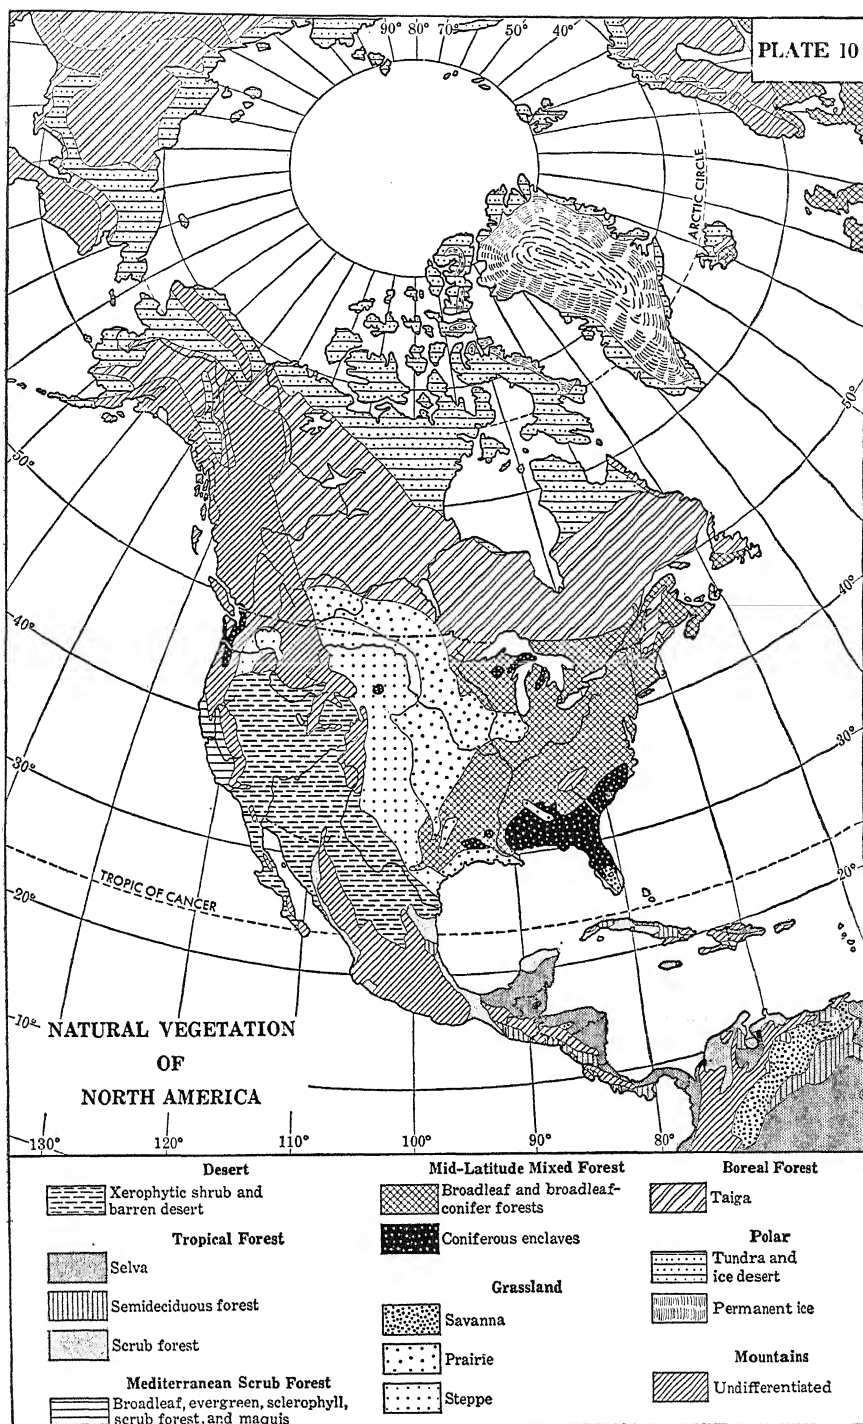 90° 80° 70° 50° 40°
PLATE 10
ARCTIC CIRCLE
50°
50°
40°
40°
30°
30°
20°
TROPIC OF CANCER
20°
10°
NATURAL VEGETATION
OF
NORTH AMERICA
130° 120° 110° 100° 90° 80°
Desert
Xerophytic shrub and
barren desert
Tropical Forest
Selva
Semideciduous forest
Scrub forest
Mediterranean Scrub Forest
Broadleaf, evergreen, sclerophyll,
scrub forest, and maquis
Mid-Latitude Mixed Forest
Broadleaf and broadleaf-
conifer forests
Coniferous enclaves
Grassland
Savanna
Prairie
Steppe
Boreal Forest
Taiga
Polar
Tundra and
ice desert
Permanent ice
Mountains
Undifferentiated